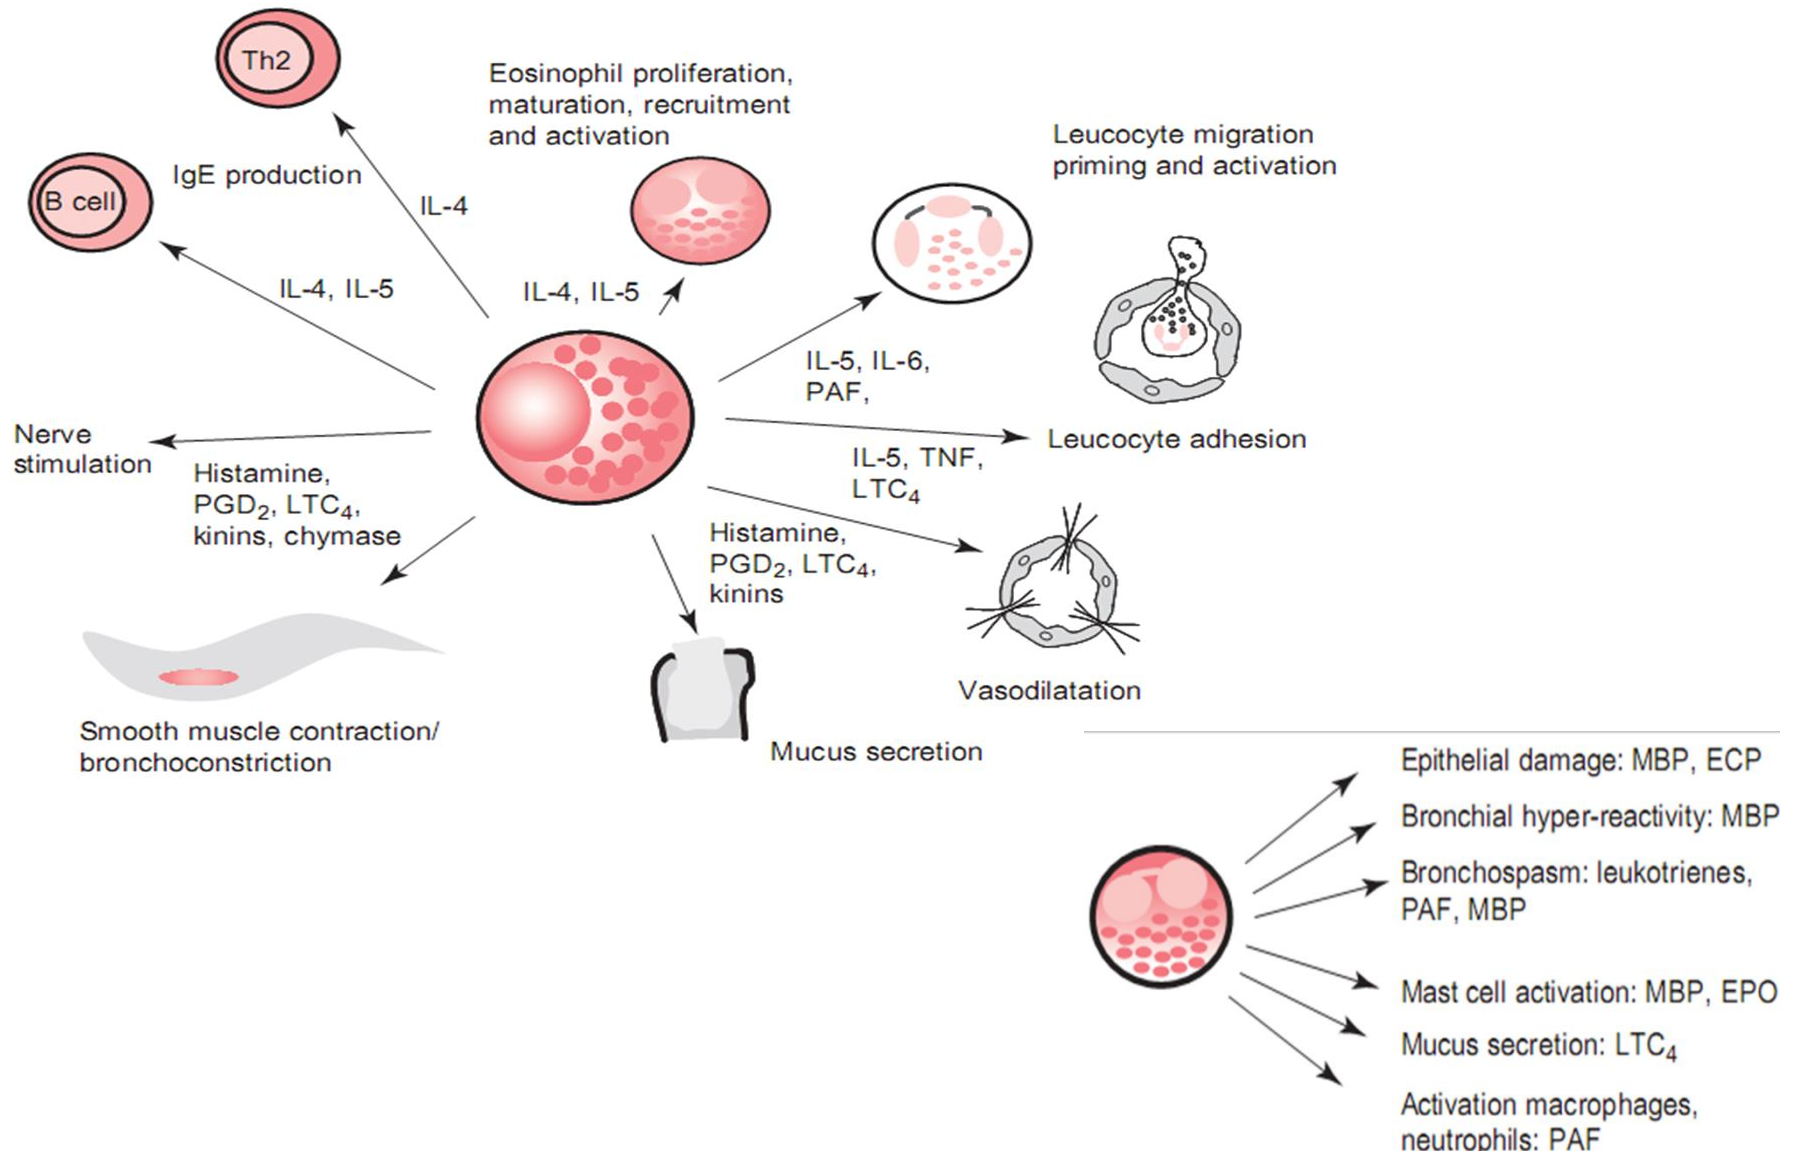 Th2
Eosinophil proliferation,
maturation, recruitment
and activation
Leucocyte migration
priming and activation
IgE production
B cell
IL-4
IL-4, IL-5
IL-4, IL-5
IL-5, IL-6,
PAF,
Nerve
stimulation
Leucocyte adhesion
IL-5, TNF,
LTC₄
Histamine,
PGD₂, LTC₄,
kinins, chymase
Histamine,
PGD₂, LTC₄,
kinins
Vasodilatation
Smooth muscle contraction/
bronchoconstriction
Mucus secretion
Epithelial damage: MBP, ECP
Bronchial hyper-reactivity: MBP
Bronchospasm: leukotrienes,
PAF, MBP
Mast cell activation: MBP, EPO
Mucus secretion: LTC₄
Activation macrophages,
neutrophils: PAF